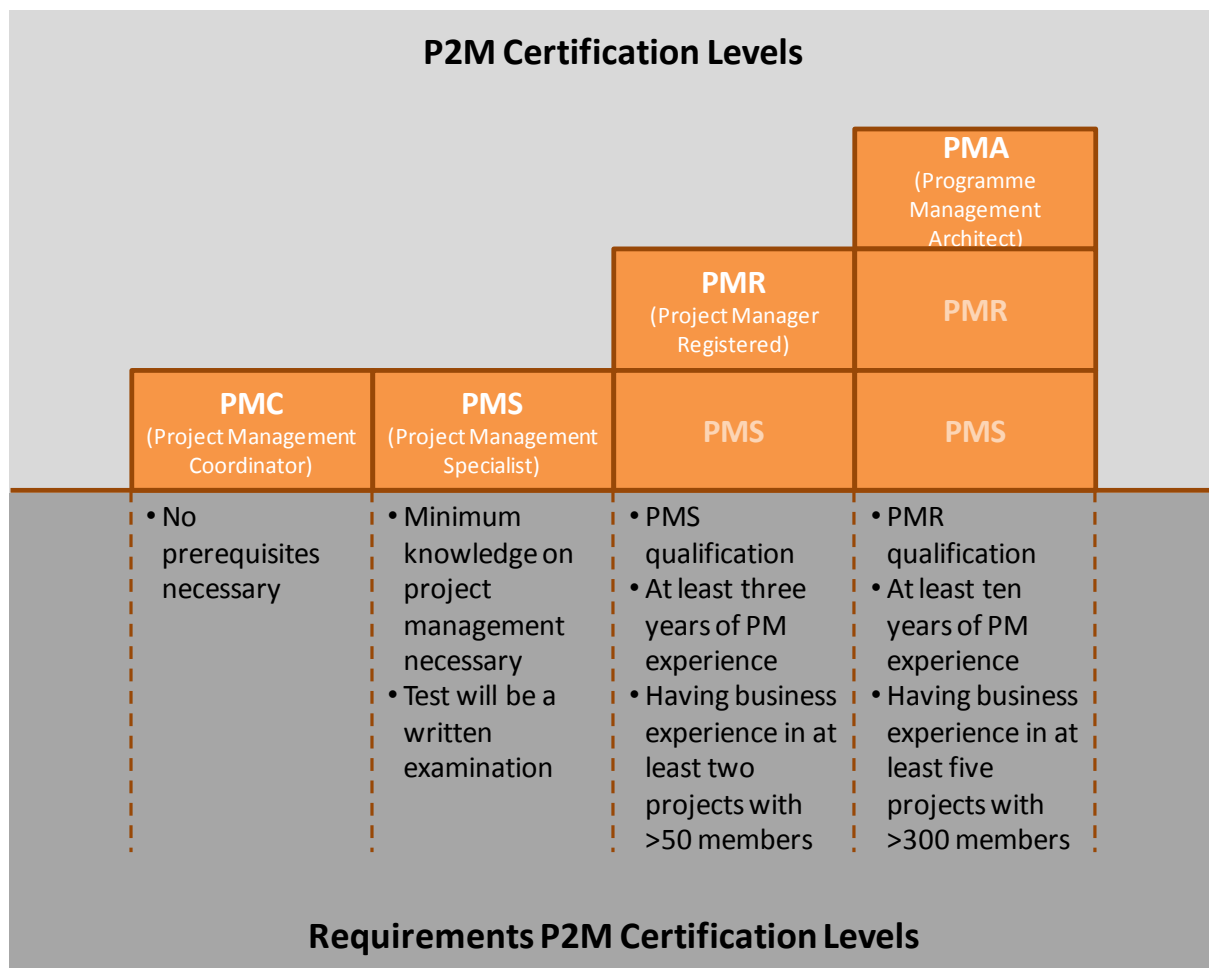 P2M Certification Levels
PMA
(Programme
Management
Architect)
PMR
(Project Manager
Registered)
PMR
PMC
(Project Management
Coordinator)
PMS
(Project Management
Specialist)
PMS
PMS
• No
prerequisites
necessary
• Minimum
knowledge on
project
management
necessary
• Test will be a
written
examination
• PMS
qualification
• At least three
years of PM
experience
• Having business
experience in at
least two
projects with
>50 members
• PMR
qualification
• At least ten
years of PM
experience
• Having business
experience in at
least five
projects with
>300 members
Requirements P2M Certification Levels